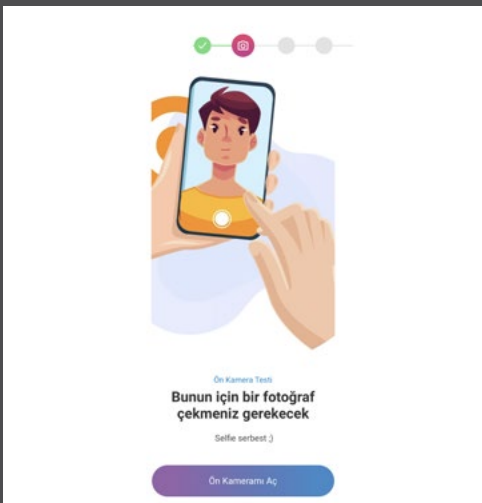 Ön Kamera Testi
Bunun için bir fotoğraf
çekmeniz gerekecek
Selfie serbest ;)
Ön Kameramı Aç